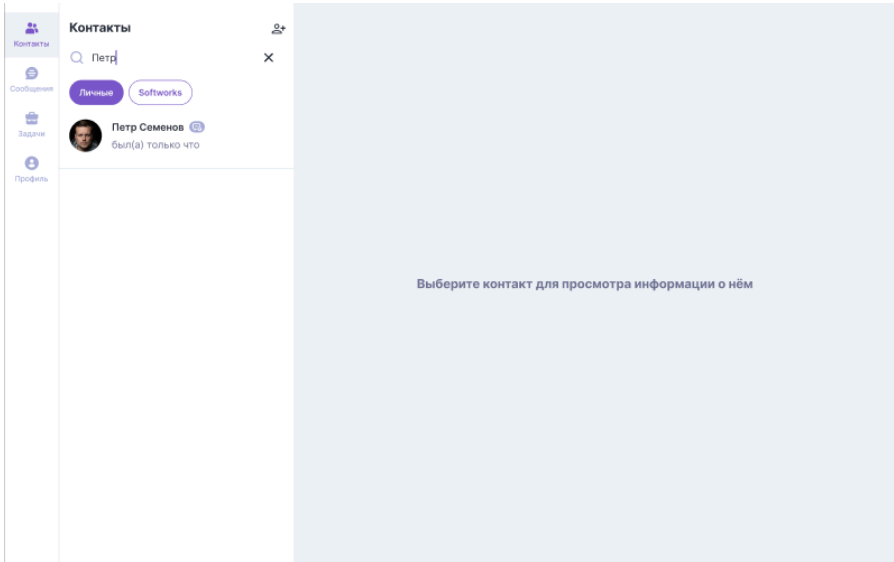 Контакты
Сообщения
Задачи
Профиль
Контакты
Петр
Личные
Softworks
Петр Семенов
был(а) только что
Выберите контакт для просмотра информации о нём